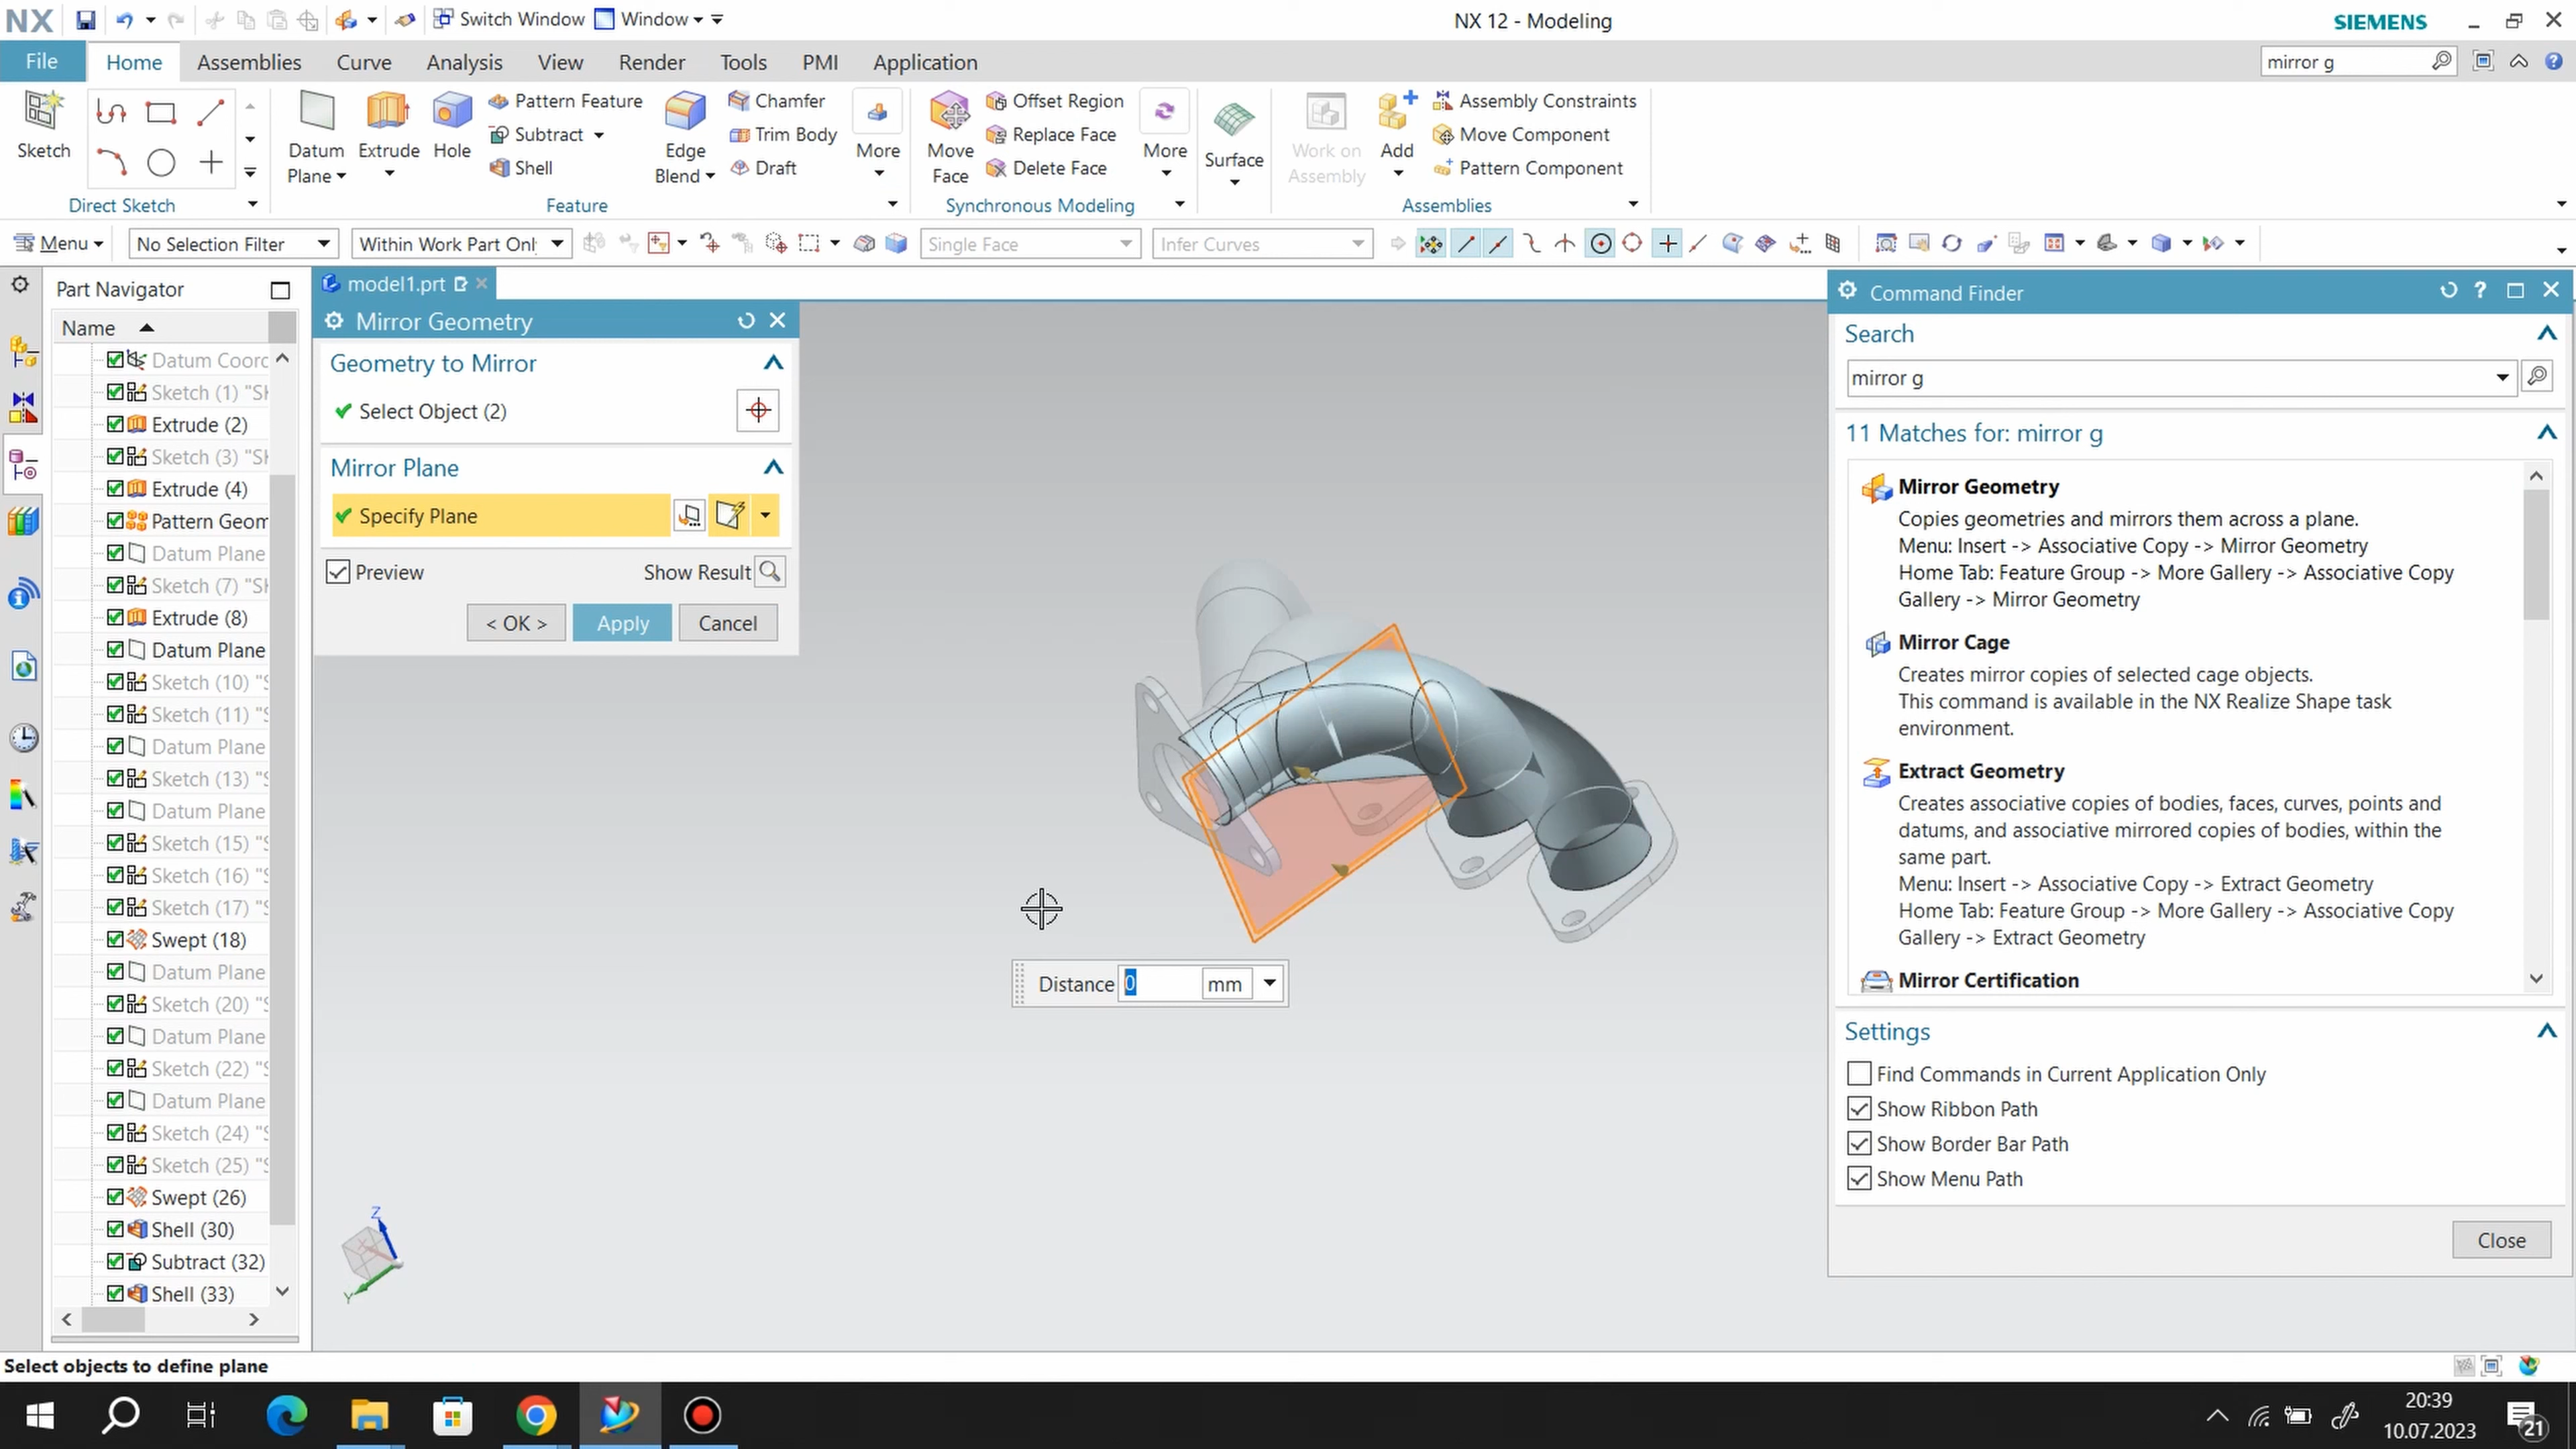 NX
Switch Window
Window
NX 12 - Modeling
SIEMENS
File
Home
Assemblies
Curve
Analysis
View
Render
Tools
PMI
Application
mirror g
Sketch
Direct Sketch
Datum
Plane
Extrude
Hole
Pattern Feature
Subtract
Shell
Edge
Blend
Chamfer
Trim Body
Draft
More
Feature
Move
Face
Offset Region
Replace Face
Delete Face
More
Synchronous Modeling
Surface
Work on
Assembly
Add
Assembly Constraints
Move Component
Pattern Component
Assemblies
Menu
No Selection Filter
Within Work Part Onl
Single Face
Infer Curves
Part Navigator
Name
Datum Coorc
Sketch (1) "Sk
Extrude (2)
Sketch (3) "Sk
Extrude (4)
Pattern Geom
Datum Plane
Sketch (7) "Sk
Extrude (8)
Datum Plane
Sketch (10) "S
Sketch (11) "S
Datum Plane
Sketch (13) "S
Datum Plane
Sketch (15) "S
Sketch (16) "S
Sketch (17) "S
Swept (18)
Datum Plane
Sketch (20) "S
Datum Plane
Sketch (22) "S
Datum Plane
Sketch (24) "S
Sketch (25) "S
Swept (26)
Shell (30)
Subtract (32)
Shell (33)
model1.prt
Mirror Geometry
Geometry to Mirror
Select Object (2)
Mirror Plane
Specify Plane
Preview
Show Result
< OK >
Apply
Cancel
Distance 0 mm
Z
Y
Command Finder
Search
mirror g
11 Matches for: mirror g
Mirror Geometry
Copies geometries and mirrors them across a plane.
Menu: Insert -> Associative Copy -> Mirror Geometry
Home Tab: Feature Group -> More Gallery -> Associative Copy
Gallery -> Mirror Geometry
Mirror Cage
Creates mirror copies of selected cage objects.
This command is available in the NX Realize Shape task
environment.
Extract Geometry
Creates associative copies of bodies, faces, curves, points and
datums, and associative mirrored copies of bodies, within the
same part.
Menu: Insert -> Associative Copy -> Extract Geometry
Home Tab: Feature Group -> More Gallery -> Associative Copy
Gallery -> Extract Geometry
Mirror Certification
Settings
Find Commands in Current Application Only
Show Ribbon Path
Show Border Bar Path
Show Menu Path
Close
Select objects to define plane
20:39
10.07.2023
21